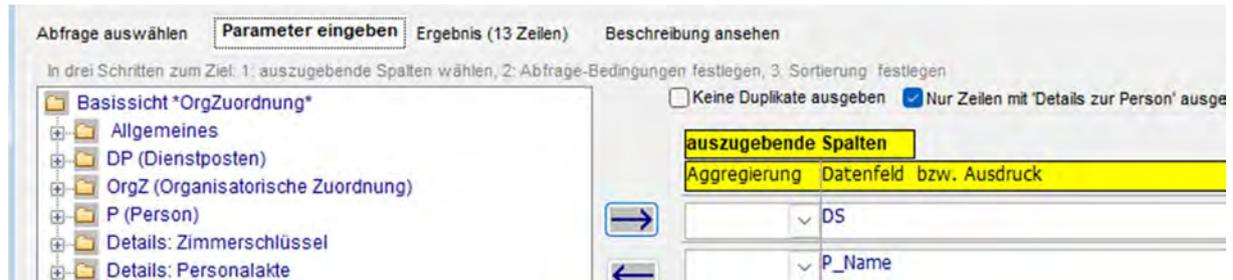 Abfrage auswählen Parameter eingeben Ergebnis (13 Zeilen) Beschreibung ansehen
In drei Schritten zum Ziel: 1: auszugebende Spalten wählen, 2: Abfrage-Bedingungen festlegen, 3. Sortierung festlegen
Basissicht *OrgZuordnung*
Allgemeines
DP (Dienstposten)
OrgZ (Organisatorische Zuordnung)
P (Person)
Details: Zimmerschlüssel
Details: Personalakte
Keine Duplikate ausgeben Nur Zeilen mit 'Details zur Person' ausge
auszugebende Spalten
Aggregierung Datenfeld bzw. Ausdruck
DS
P_Name